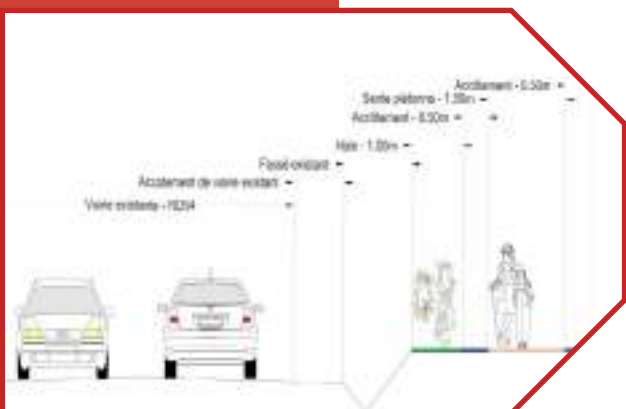 Accotement - 0.50m
Sente piétonne - 1.50m
Accotement - 0.50m
Haie - 1.00m
Fossé existant
Accotement de voirie existant
Voirie existante -